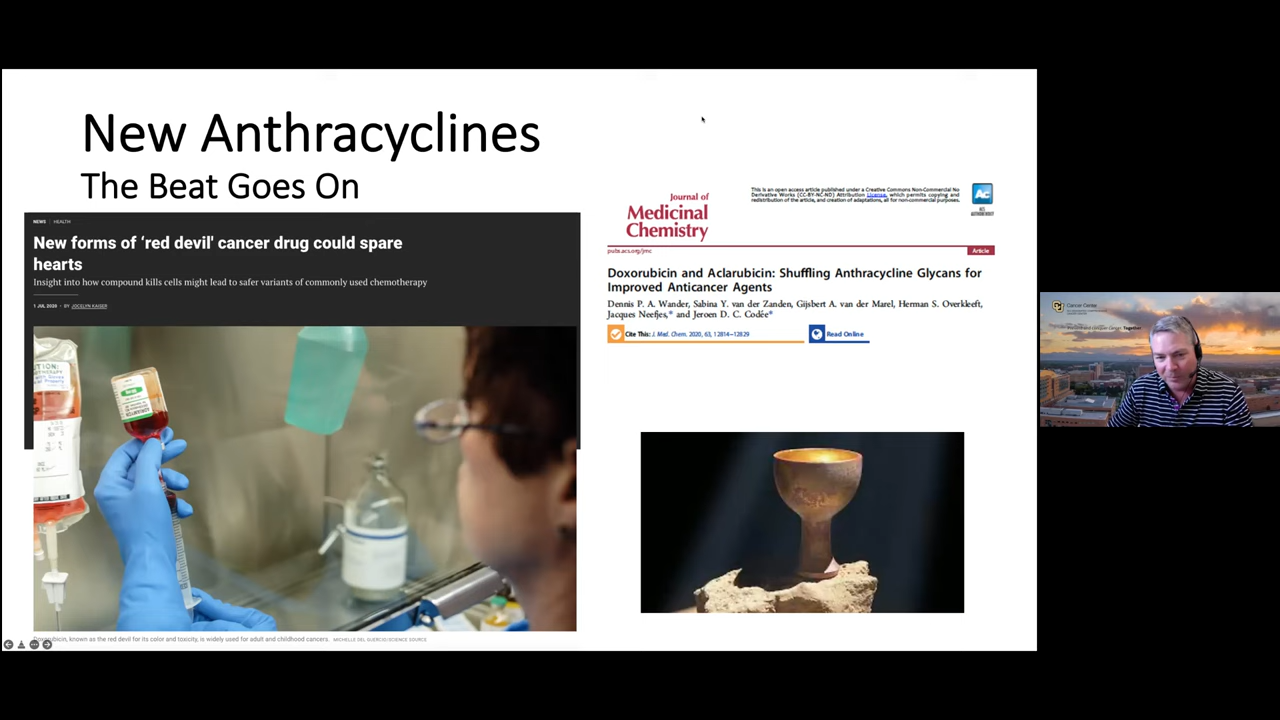 New Anthracyclines
The Beat Goes On
NEWS | HEALTH
New forms of ‘red devil' cancer drug could spare
hearts
Insight into how compound kills cells might lead to safer variants of commonly used chemotherapy
1 JUL 2020 • BY JOCELYN KAISER
Doxorubicin, known as the red devil for its color and toxicity, is widely used for adult and childhood cancers. MICHELLE DEL GUERCIO/SCIENCE SOURCE
Journal of
Medicinal
Chemistry
This is an open access article published under a Creative Commons Non-Commercial No
Derivative Works (CC-BY-NC-ND) Attribution License, which permits copying and
redistribution of the article, and creation of adaptations, all for non-commercial purposes.
pubs.acs.org/jmc
Article
Doxorubicin and Aclarubicin: Shuffling Anthracycline Glycans for
Improved Anticancer Agents
Dennis P. A. Wander, Sabina Y. van der Zanden, Gijsbert A. van der Marel, Herman S. Overkleeft,
Jacques Neefjes,* and Jeroen D. C. Codée*
Cite This: J. Med. Chem. 2020, 63, 12814–12829
Read Online
Cancer Center